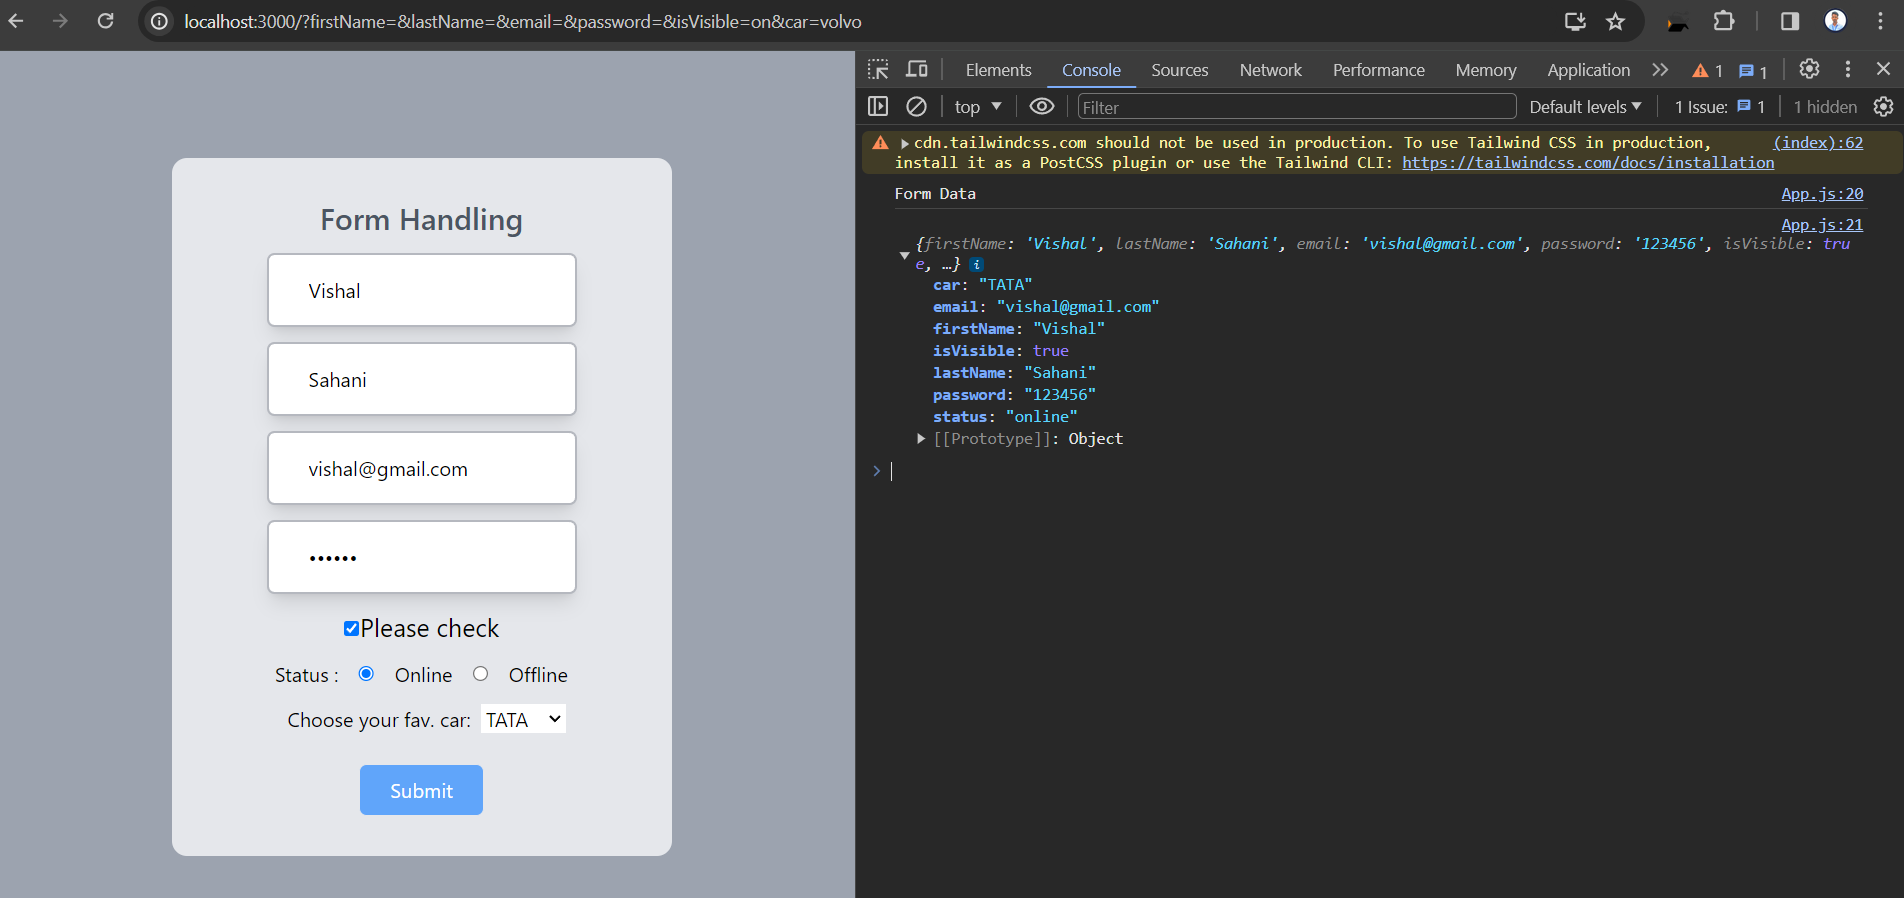 localhost:3000/?firstName=&lastName=&email=&password=&isVisible=on&car=volvo
Form Handling
Vishal
Sahani
vishal@gmail.com
••••••
Please check
Status : Online Offline
Choose your fav. car: TATA
Submit
Elements Console Sources Network Performance Memory Application 1 1
top Filter Default levels 1 Issue: 1 1 hidden
cdn.tailwindcss.com should not be used in production. To use Tailwind CSS in production, (index):62
install it as a PostCSS plugin or use the Tailwind CLI: https://tailwindcss.com/docs/installation
Form Data App.js:20
App.js:21
{firstName: 'Vishal', lastName: 'Sahani', email: 'vishal@gmail.com', password: '123456', isVisible: tru
e, …} i
car: "TATA"
email: "vishal@gmail.com"
firstName: "Vishal"
isVisible: true
lastName: "Sahani"
password: "123456"
status: "online"
[[Prototype]]: Object